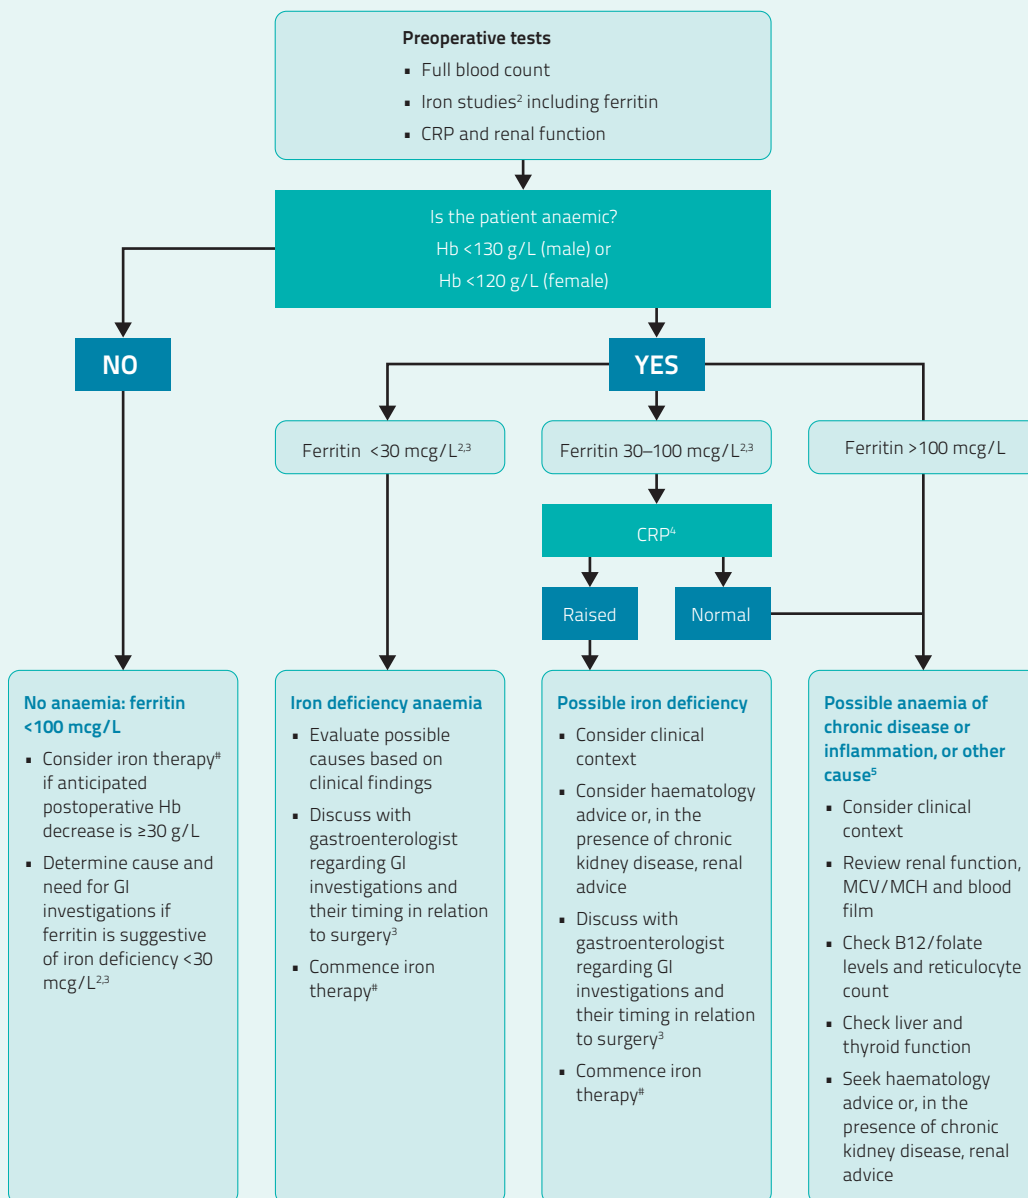 Preoperative tests
▪ Full blood count
▪ Iron studies² including ferritin
▪ CRP and renal function
Is the patient anaemic?
Hb <130 g/L (male) or
Hb <120 g/L (female)
NO
YES
Ferritin <30 mcg/L²,³
Ferritin 30–100 mcg/L²,³
Ferritin >100 mcg/L
CRP⁴
Raised
Normal
No anaemia: ferritin
<100 mcg/L
▪ Consider iron therapy#
if anticipated
postoperative Hb
decrease is ≥30 g/L
▪ Determine cause and
need for GI
investigations if
ferritin is suggestive
of iron deficiency <30
mcg/L²,³
Iron deficiency anaemia
▪ Evaluate possible
causes based on
clinical findings
▪ Discuss with
gastroenterologist
regarding GI
investigations and
their timing in relation
to surgery³
▪ Commence iron
therapy#
Possible iron deficiency
▪ Consider clinical
context
▪ Consider haematology
advice or, in the
presence of chronic
kidney disease, renal
advice
▪ Discuss with
gastroenterologist
regarding GI
investigations and
their timing in relation
to surgery³
▪ Commence iron
therapy#
Possible anaemia of
chronic disease or
inflammation, or other
cause⁵
▪ Consider clinical
context
▪ Review renal function,
MCV/MCH and blood
film
▪ Check B12/folate
levels and reticulocyte
count
▪ Check liver and
thyroid function
▪ Seek haematology
advice or, in the
presence of chronic
kidney disease, renal
advice